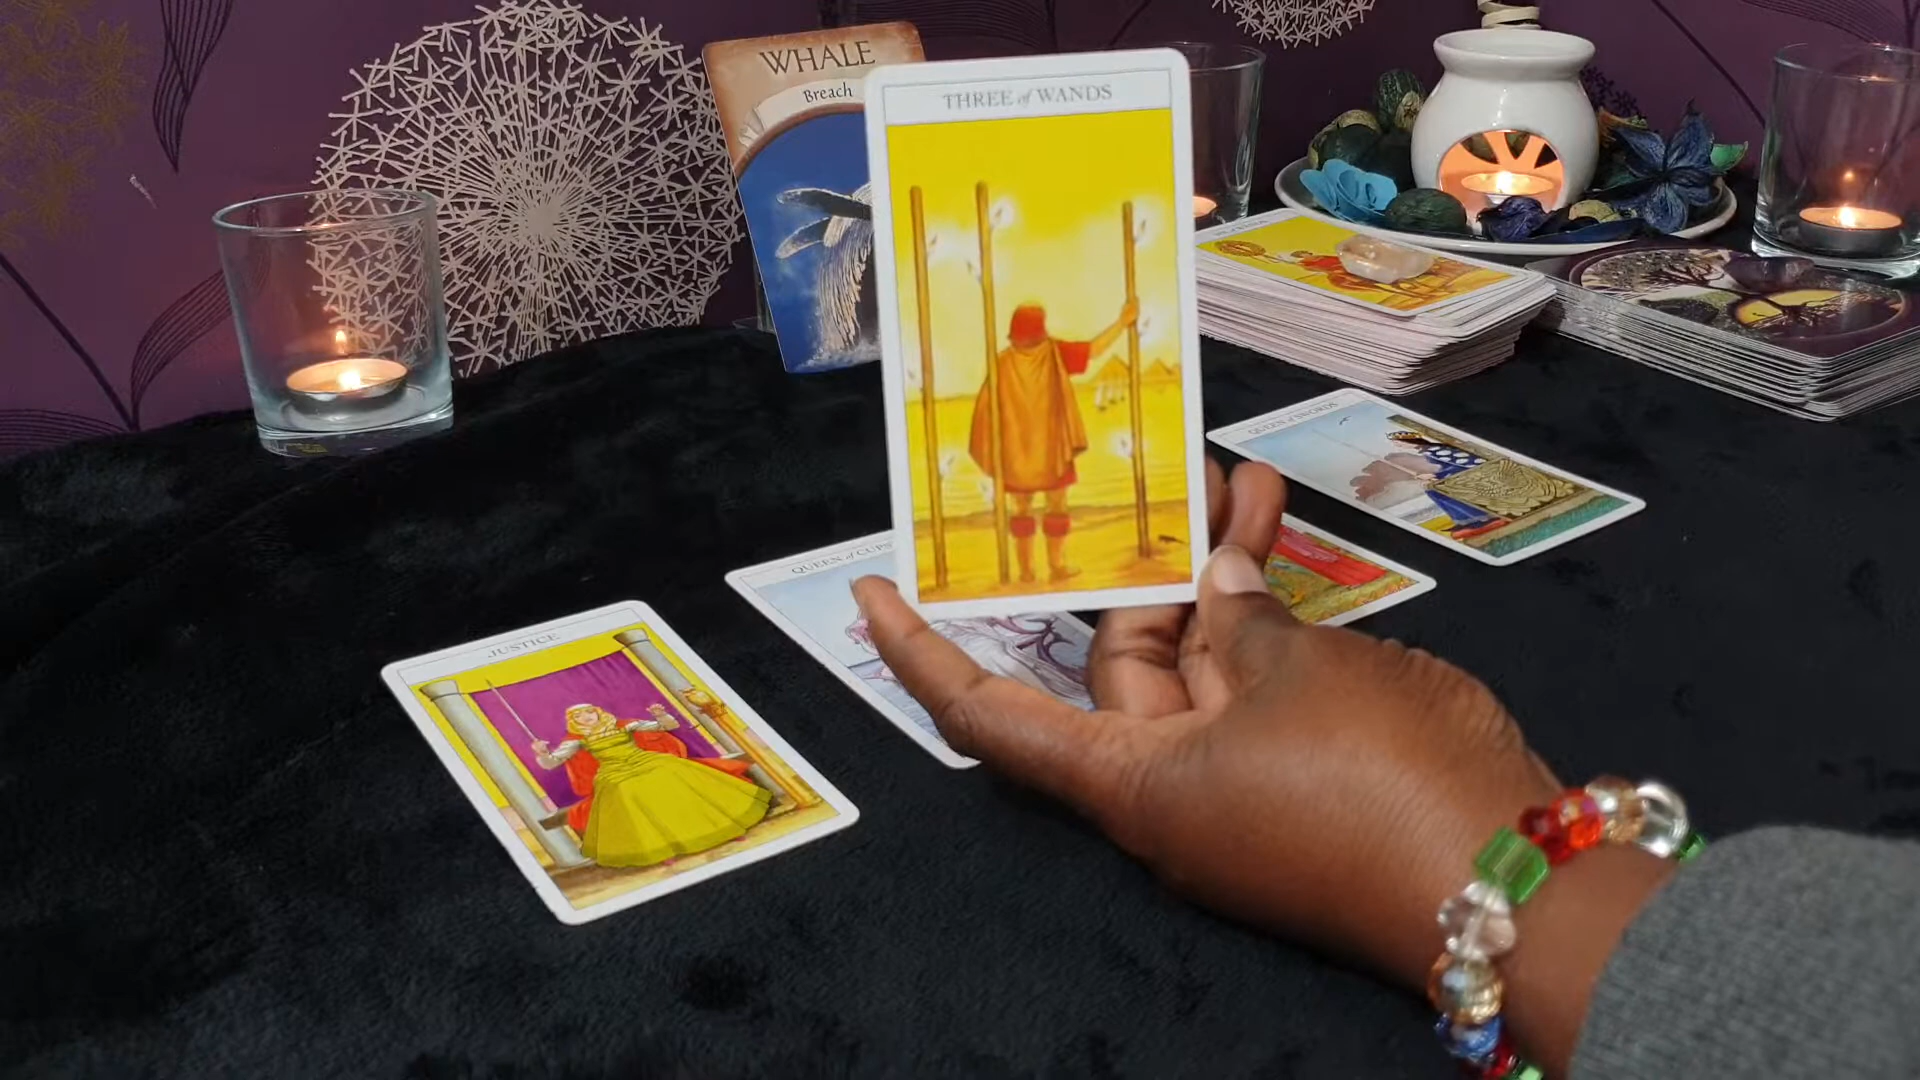 WHALE
Breach
THREE of WANDS
QUEEN of SWORDS
QUEEN of CUPS
JUSTICE